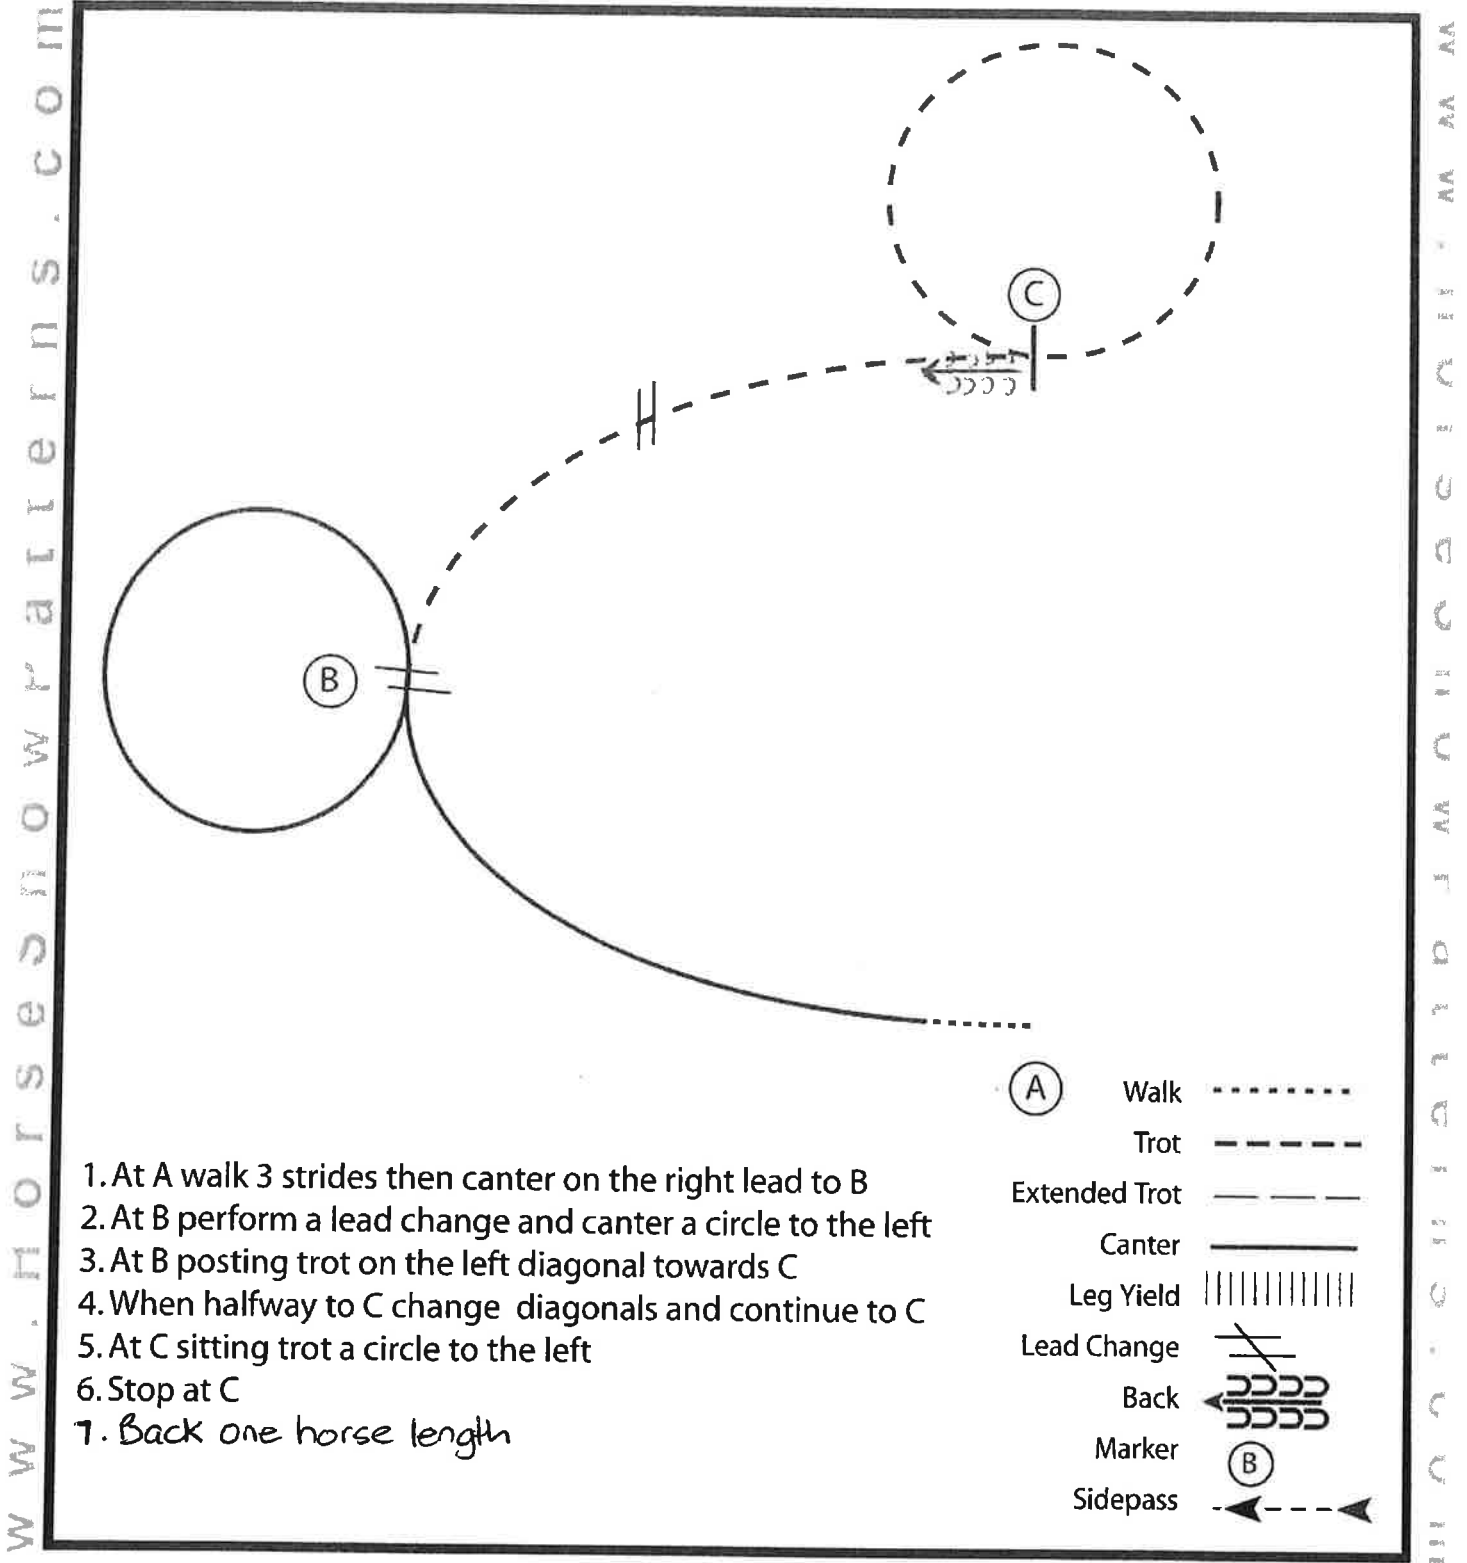 www.HorseShowPatterns.com
www.HorseShowPatterns.com
C
B
A
Walk
Trot
Extended Trot
Canter
Leg Yield
Lead Change
Back
Marker B
Sidepass
1. At A walk 3 strides then canter on the right lead to B
2. At B perform a lead change and canter a circle to the left
3. At B posting trot on the left diagonal towards C
4. When halfway to C change diagonals and continue to C
5. At C sitting trot a circle to the left
6. Stop at C
7. Back one horse length